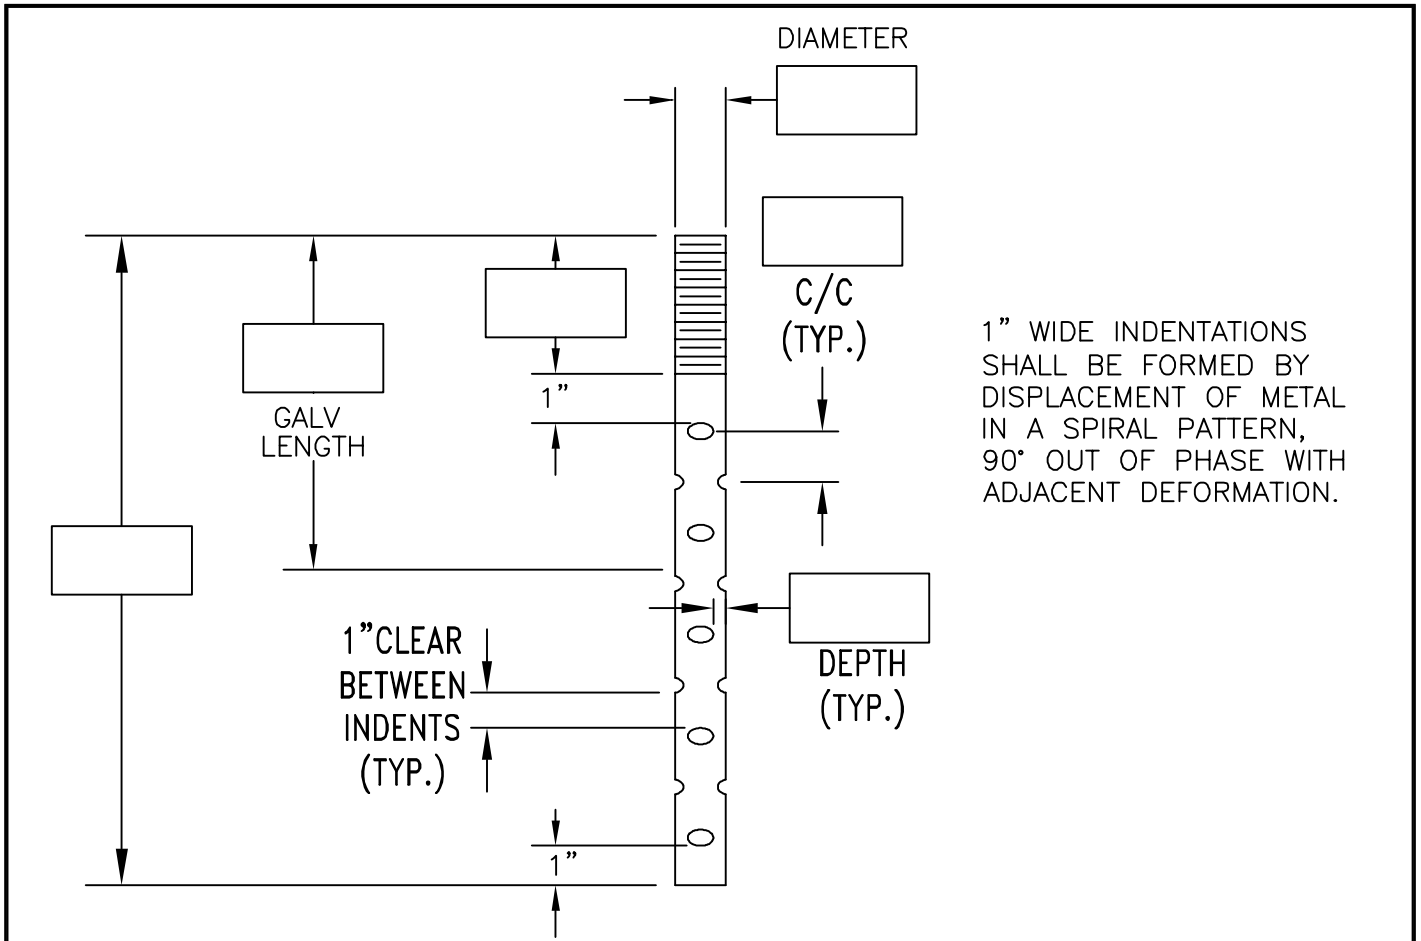 DIAMETER
C/C
(TYP.)
1" WIDE INDENTATIONS
SHALL BE FORMED BY
DISPLACEMENT OF METAL
IN A SPIRAL PATTERN,
90° OUT OF PHASE WITH
ADJACENT DEFORMATION.
1"
GALV
LENGTH
1"CLEAR
BETWEEN
INDENTS
(TYP.)
DEPTH
(TYP.)
1"